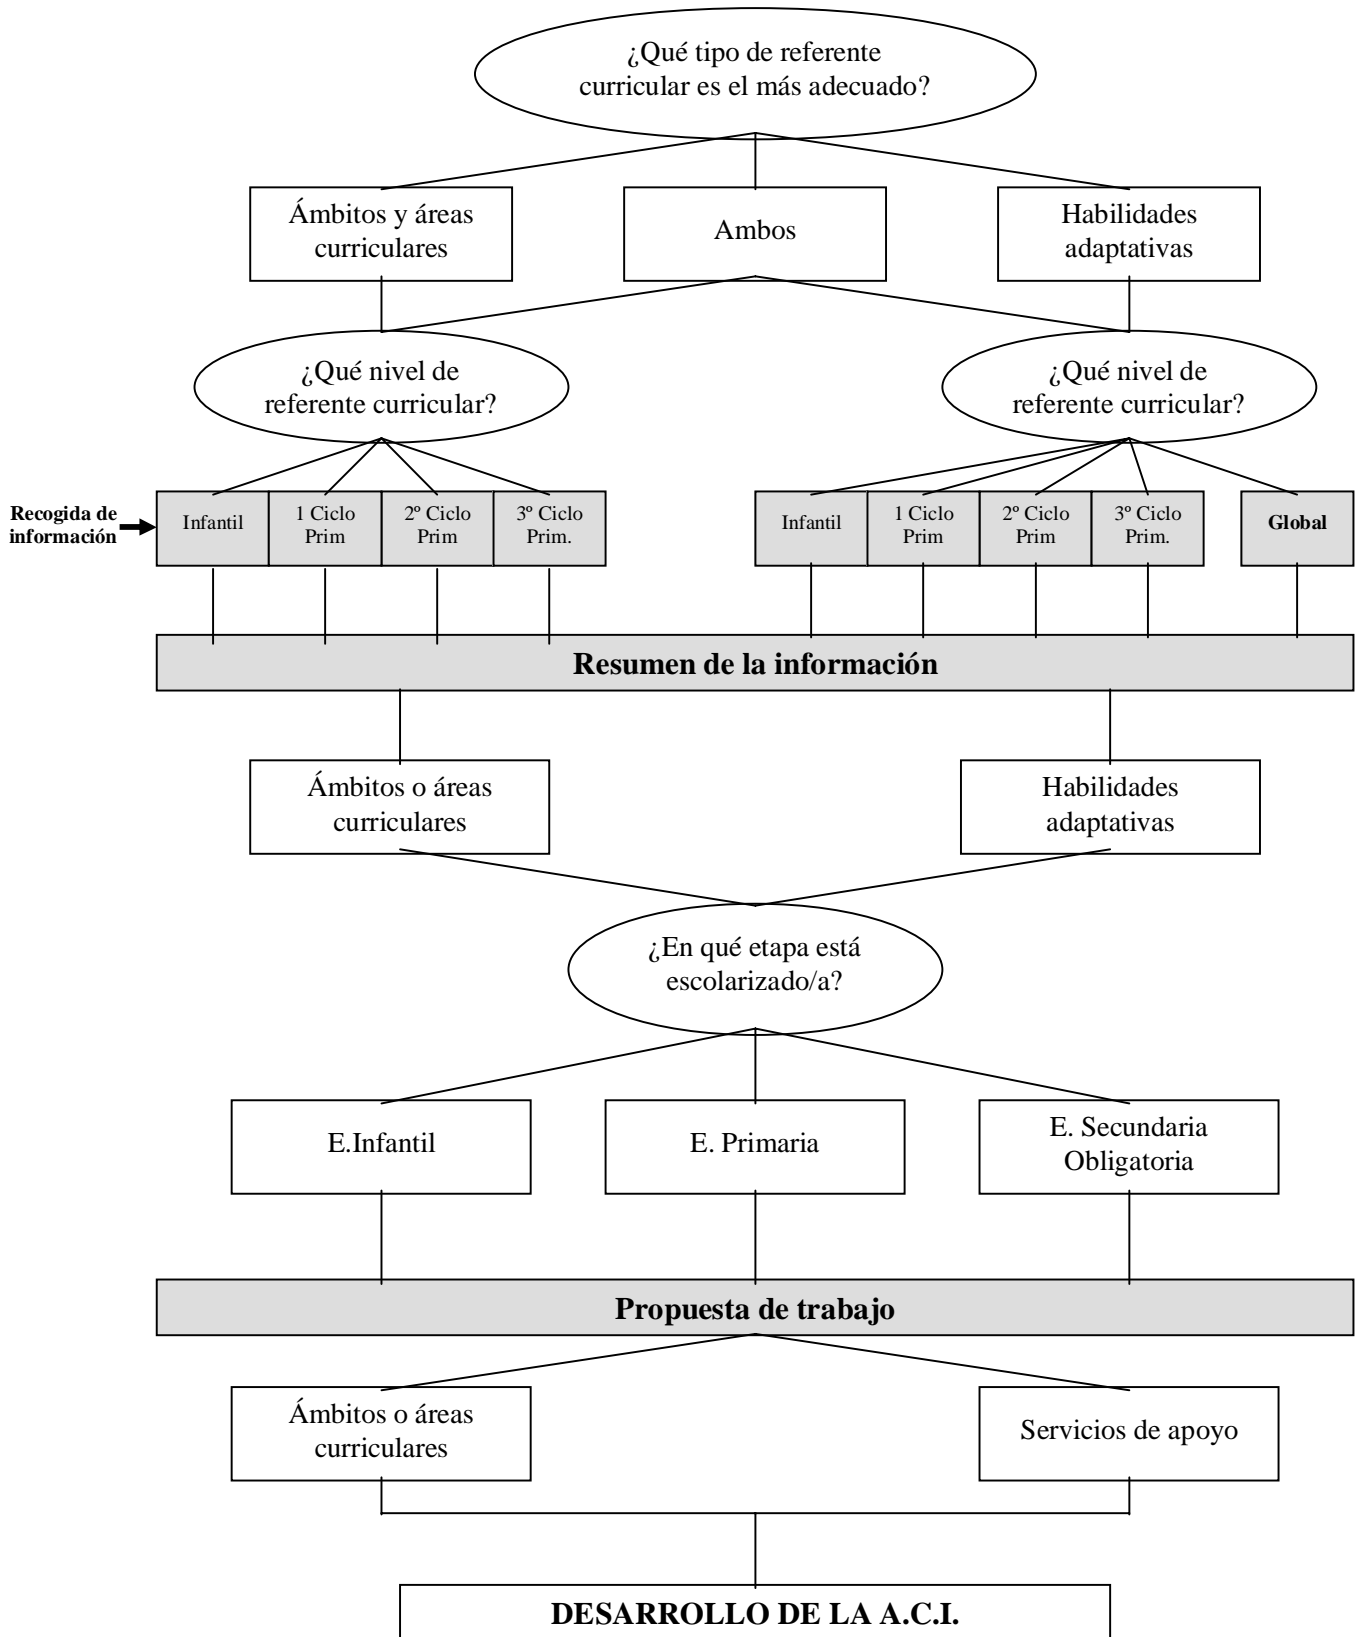 ¿Qué tipo de referente
curricular es el más adecuado?
Ámbitos y áreas
curriculares
Ambos
Habilidades
adaptativas
¿Qué nivel de
referente curricular?
¿Qué nivel de
referente curricular?
Recogida de
información
Infantil
1 Ciclo
Prim
2º Ciclo
Prim
3º Ciclo
Prim.
Infantil
1 Ciclo
Prim
2º Ciclo
Prim
3º Ciclo
Prim.
Global
Resumen de la información
Ámbitos o áreas
curriculares
Habilidades
adaptativas
¿En qué etapa está
escolarizado/a?
E.Infantil
E. Primaria
E. Secundaria
Obligatoria
Propuesta de trabajo
Ámbitos o áreas
curriculares
Servicios de apoyo
DESARROLLO DE LA A.C.I.